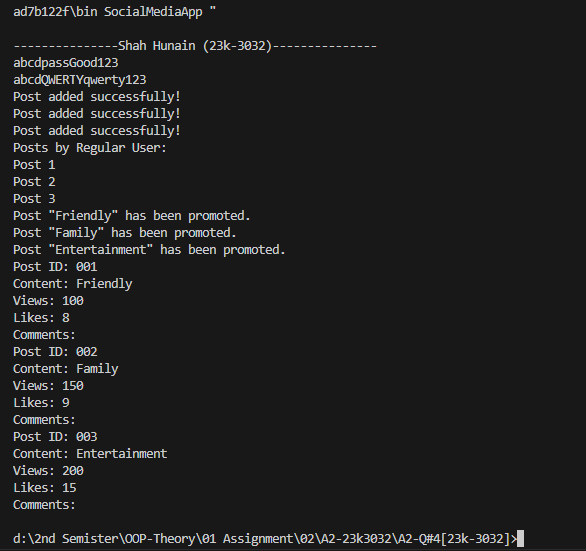 ad7b122f\bin SocialMediaApp "
---------------Shah Hunain (23k-3032)---------------
abcdpassGood123
abcdQWERTYqwerty123
Post added successfully!
Post added successfully!
Post added successfully!
Posts by Regular User:
Post 1
Post 2
Post 3
Post "Friendly" has been promoted.
Post "Family" has been promoted.
Post "Entertainment" has been promoted.
Post ID: 001
Content: Friendly
Views: 100
Likes: 8
Comments:
Post ID: 002
Content: Family
Views: 150
Likes: 9
Comments:
Post ID: 003
Content: Entertainment
Views: 200
Likes: 15
Comments:
d:\2nd Semister\OOP-Theory\01 Assignment\02\A2-23k3032\A2-Q#4[23k-3032]>